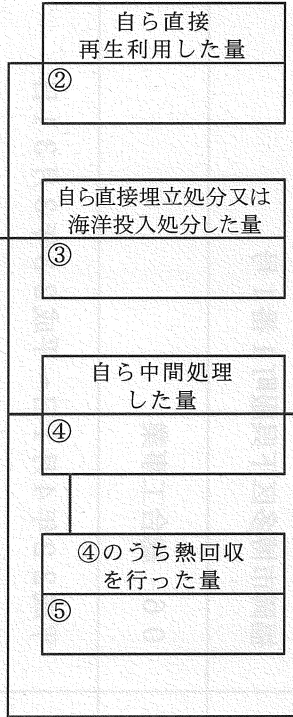 自ら直接
再生利用した量
②
自ら直接埋立処分又は
海洋投入処分した量
③
自ら中間処理
した量
④
④のうち熱回収
を行った量
⑤